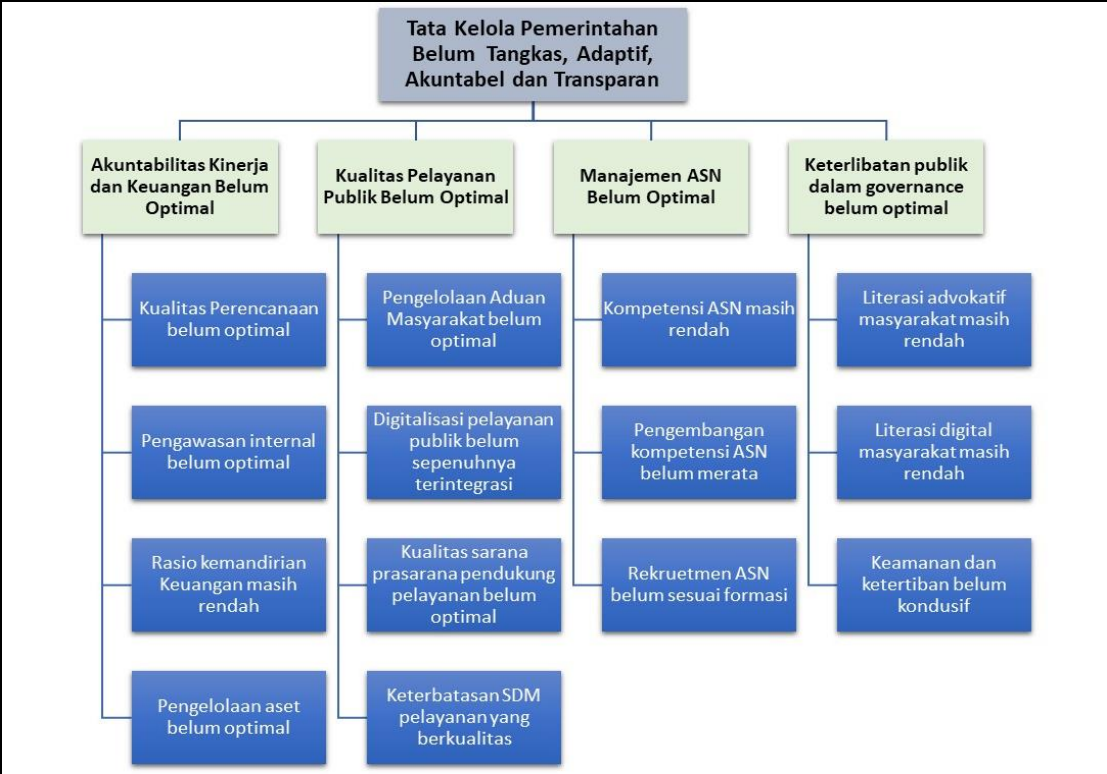 Tata Kelola Pemerintahan
Belum Tangkas, Adaptif,
Akuntabel dan Transparan
Akuntabilitas Kinerja
dan Keuangan Belum
Optimal
Kualitas Perencanaan
belum optimal
Pengawasan internal
belum optimal
Rasio kemandirian
Keuangan masih
rendah
Pengelolaan aset
belum optimal
Kualitas Pelayanan
Publik Belum Optimal
Pengelolaan Aduan
Masyarakat belum
optimal
Digitalisasi pelayanan
publik belum
sepenuhnya
terintegrasi
Kualitas sarana
prasarana pendukung
pelayanan belum
optimal
Keterbatasan SDM
pelayanan yang
berkualitas
Manajemen ASN
Belum Optimal
Kompetensi ASN masih
rendah
Pengembangan
kompetensi ASN
belum merata
Rekruetmen ASN
belum sesuai formasi
Keterlibatan publik
dalam governance
belum optimal
Literasi advokatif
masyarakat masih
rendah
Literasi digital
masyarakat masih
rendah
Keamanan dan
ketertiban belum
kondusif